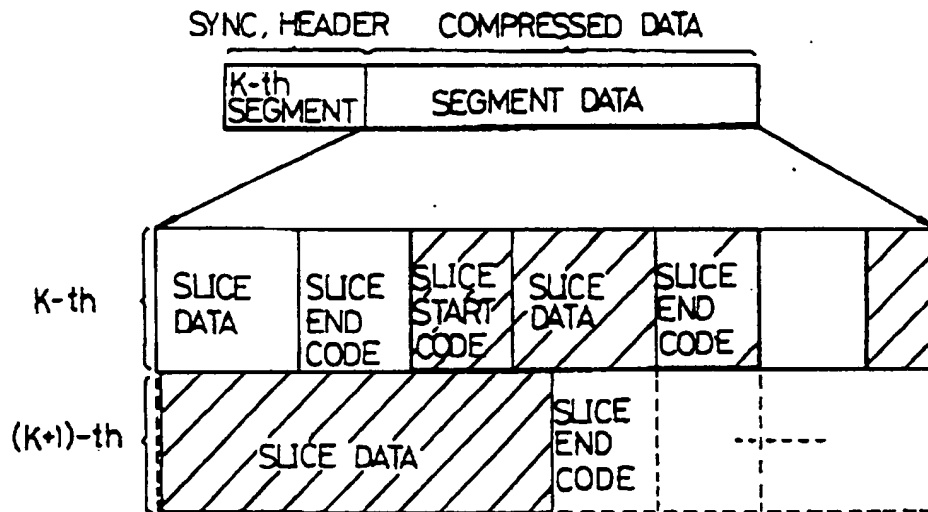 SYNC, HEADER COMPRESSED DATA
K-th
SEGMENT
SEGMENT DATA
K-th
SLICE
DATA
SLICE
END
CODE
SLICE
START
CODE
SLICE
DATA
SLICE
END
CODE
(K+1)-th
SLICE DATA
SLICE
END
CODE